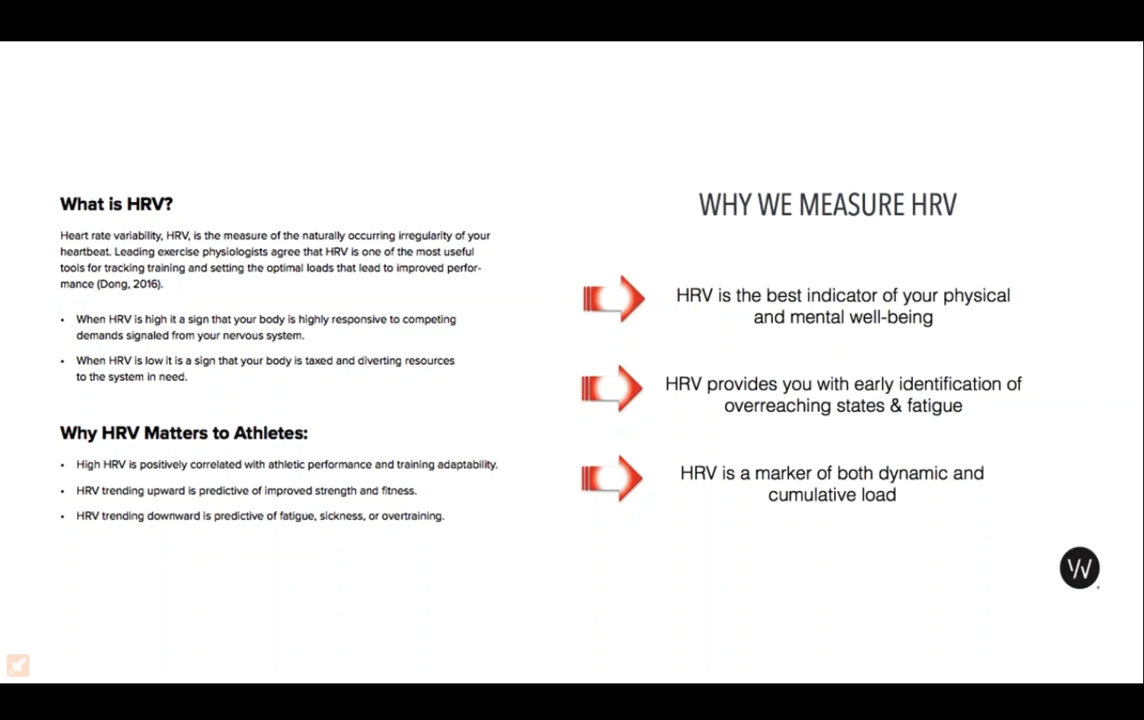 What is HRV?
Heart rate variability, HRV, is the measure of the naturally occurring irregularity of your
heartbeat. Leading exercise physiologists agree that HRV is one of the most useful
tools for tracking training and setting the optimal loads that lead to improved perfor-
mance (Dong, 2016).
• When HRV is high it a sign that your body is highly responsive to competing
demands signaled from your nervous system.
• When HRV is low it is a sign that your body is taxed and diverting resources
to the system in need.
Why HRV Matters to Athletes:
• High HRV is positively correlated with athletic performance and training adaptability.
• HRV trending upward is predictive of improved strength and fitness.
• HRV trending downward is predictive of fatigue, sickness, or overtraining.
WHY WE MEASURE HRV
HRV is the best indicator of your physical
and mental well-being
HRV provides you with early identification of
overreaching states & fatigue
HRV is a marker of both dynamic and
cumulative load
W